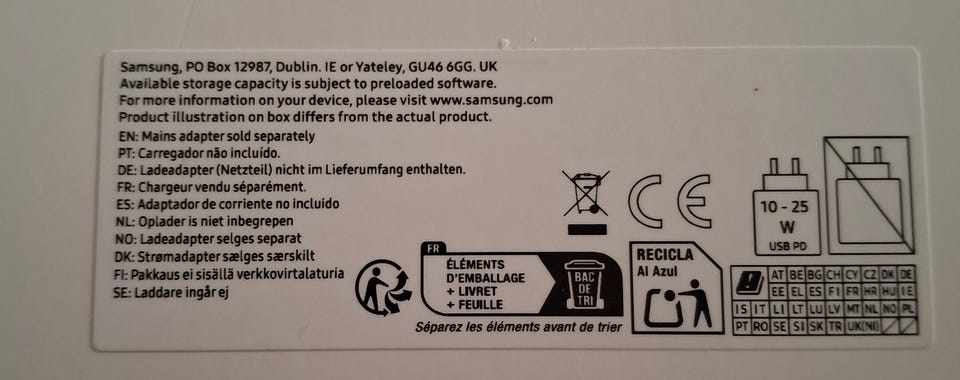 Samsung, PO Box 12987, Dublin. IE or Yateley, GU46 6GG. UK
Available storage capacity is subject to preloaded software.
For more information on your device, please visit www.samsung.com
Product illustration on box differs from the actual product.
EN: Mains adapter sold separately
PT: Carregador não incluído.
DE: Ladeadapter (Netzteil) nicht im Lieferumfang enthalten.
FR: Chargeur vendu séparément.
ES: Adaptador de corriente no incluido
NL: Oplader is niet inbegrepen
NO: Ladeadapter selges separat
DK: Strømadapter sælges særskilt
FI: Pakkaus ei sisällä verkkovirtalaturia
SE: Laddare ingår ej
CE
10 - 25
W
USB PD
FR
ÉLÉMENTS
D'EMBALLAGE
+ LIVRET
+ FEUILLE
BAC
DE
TRI
Séparez les éléments avant de trier
RECICLA
Al Azul
AT BE BG CH CY CZ DK DE
EE EL ES FI FR HR HU IE
IS IT LI LT LU LV MT NL NO PL
PT RO SE SI SK TR UK(NI)